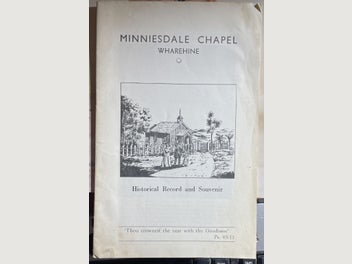 MINNIESDALE CHAPEL
WHAREHINE
Historical Record and Souvenir
"Thou crownest the year with thy Goodness"
Ps. 65-11